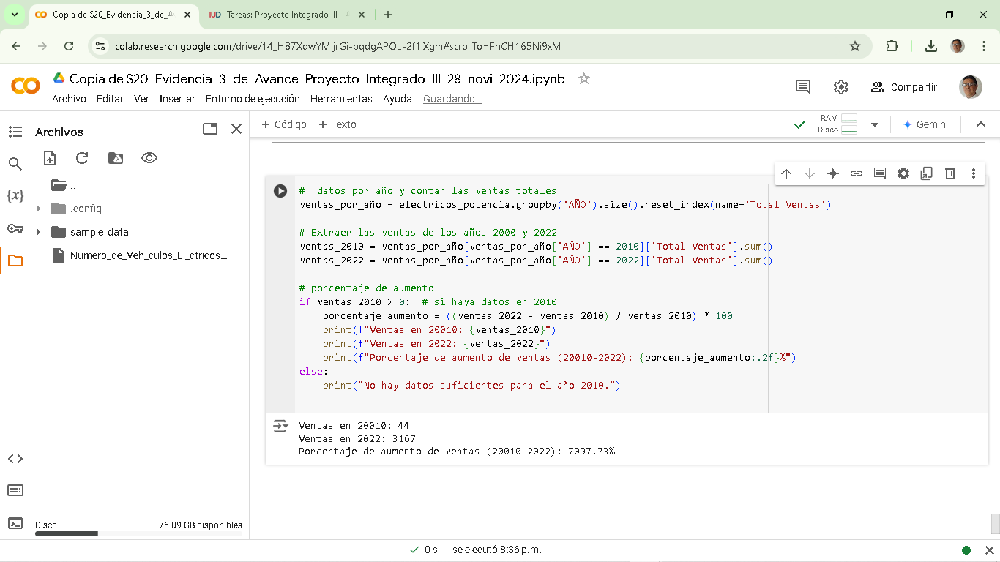 Copia de S20_Evidencia_3_de_A
IUD Tareas: Proyecto Integrado III - A
colab.research.google.com/drive/14_H87XqwYMljrGi-pqdgAPOL-2f1iXgm#scrollTo=FhCH165Ni9xM
CO Copia de S20_Evidencia_3_de_Avance_Proyecto_Integrado_III_28_novi_2024.ipynb
Archivo Editar Ver Insertar Entorno de ejecución Herramientas Ayuda Guardando...
Compartir
Archivos
+ Código + Texto
RAM
Disco
Gemini
..
.config
sample_data
Numero_de_Veh_culos_El_ctricos...
{x}
# datos por año y contar las ventas totales
ventas_por_año = electricos_potencia.groupby('AÑO').size().reset_index(name='Total Ventas')
# Extraer las ventas de los años 2000 y 2022
ventas_2010 = ventas_por_año[ventas_por_año['AÑO'] == 2010]['Total Ventas'].sum()
ventas_2022 = ventas_por_año[ventas_por_año['AÑO'] == 2022]['Total Ventas'].sum()
# porcentaje de aumento
if ventas_2010 > 0: # si haya datos en 2010
porcentaje_aumento = ((ventas_2022 - ventas_2010) / ventas_2010) * 100
print(f"Ventas en 20010: {ventas_2010}")
print(f"Ventas en 2022: {ventas_2022}")
print(f"Porcentaje de aumento de ventas (20010-2022): {porcentaje_aumento:.2f}%")
else:
print("No hay datos suficientes para el año 2010.")
Ventas en 20010: 44
Ventas en 2022: 3167
Porcentaje de aumento de ventas (20010-2022): 7097.73%
Disco 75.09 GB disponibles
0 s se ejecutó 8:36 p.m.